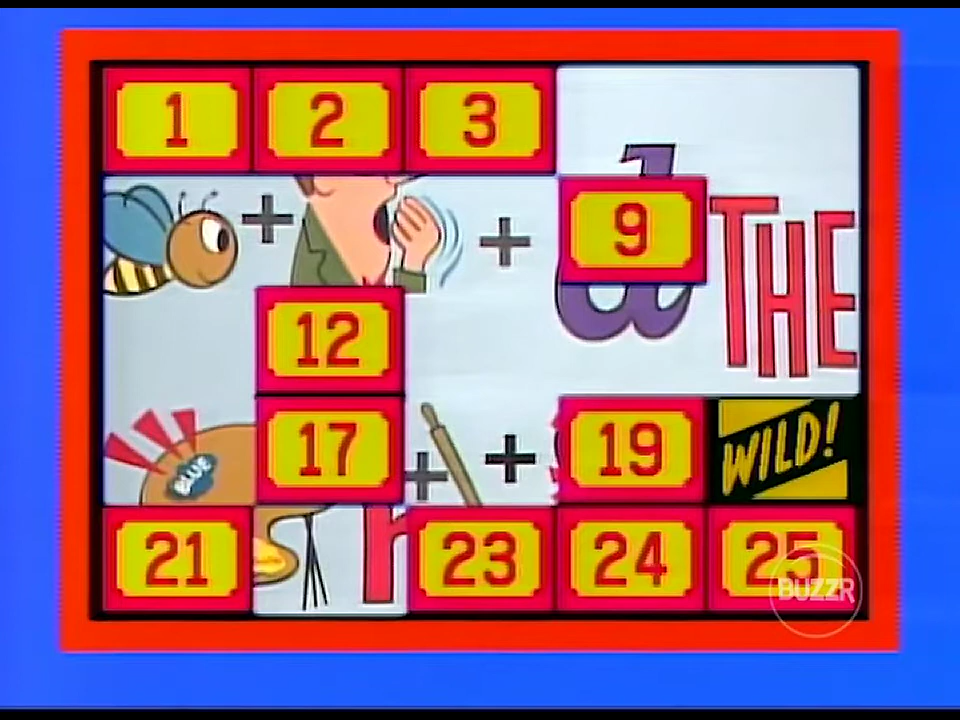 1 2 3
+ + 9 THE
12
BLUE 17 + + 19 WILD!
21 23 24 25
BUZZR